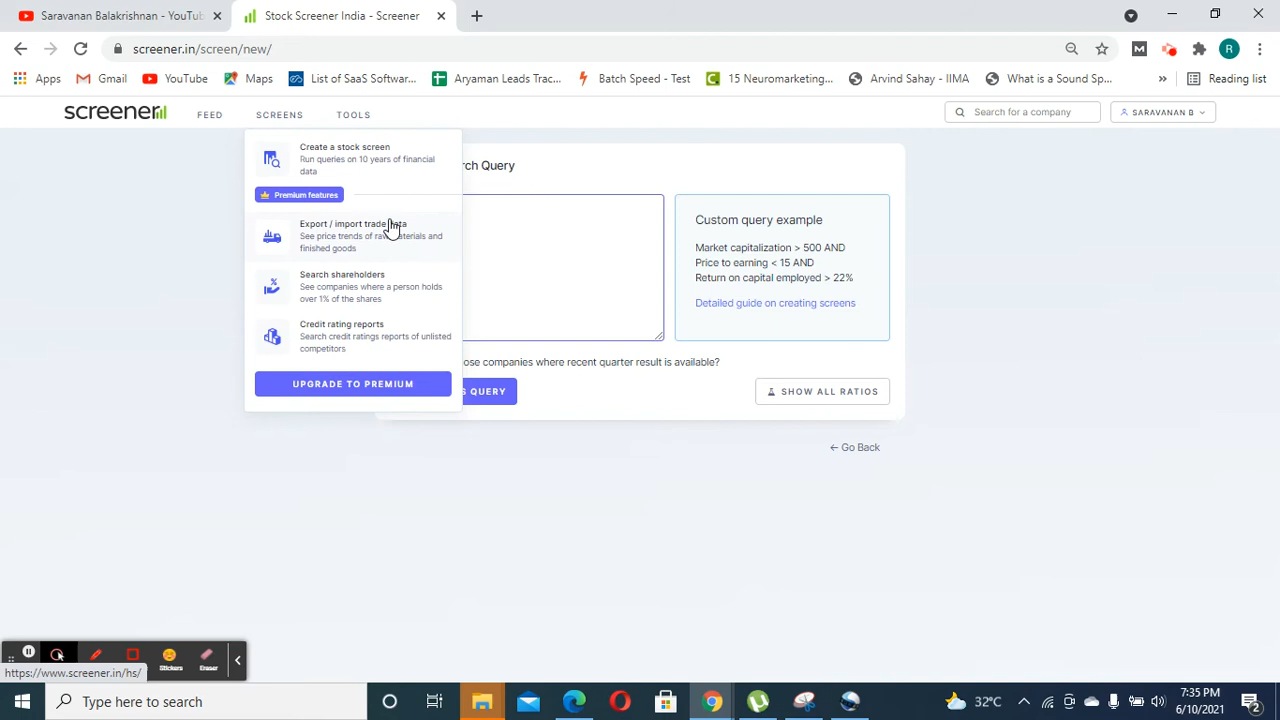 Saravanan Balakrishnan - YouTu
Stock Screener India - Screener
screener.in/screen/new/
R
Apps
Gmail
YouTube
Maps
List of SaaS Softwar...
Aryaman Leads Trac...
Batch Speed - Test
15 Neuromarketing...
Arvind Sahay - IIMA
What is a Sound Sp...
»
Reading list
screener
FEED
SCREENS
TOOLS
Search for a company
SARAVANAN B
Create a stock screen
Run queries on 10 years of financial
data
Premium features
Export / import trade data
See price trends of raw materials and
finished goods
Search shareholders
See companies where a person holds
over 1% of the shares
Credit rating reports
Search credit ratings reports of unlisted
competitors
UPGRADE TO PREMIUM
rch Query
Custom query example
Market capitalization > 500 AND
Price to earning < 15 AND
Return on capital employed > 22%
Detailed guide on creating screens
ose companies where recent quarter result is available?
S QUERY
SHOW ALL RATIOS
← Go Back
Stickers
Eraser
https://www.screener.in/hs/
Type here to search
32°C
7:35 PM
6/10/2021
2